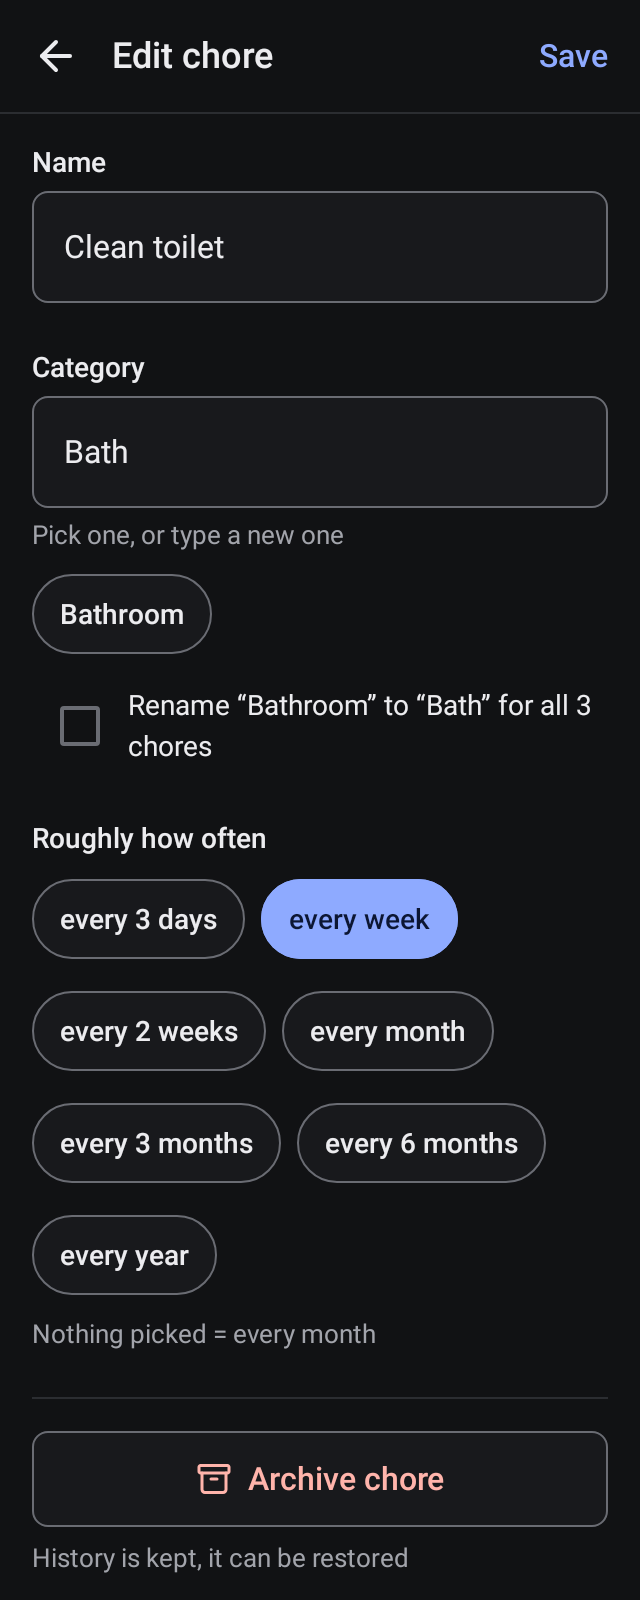 Edit chore
Save
Name
Clean toilet
Category
Bath
Pick one, or type a new one
Bathroom
Rename “Bathroom” to “Bath” for all 3
chores
Roughly how often
every 3 days
every week
every 2 weeks
every month
every 3 months
every 6 months
every year
Nothing picked = every month
Archive chore
History is kept, it can be restored